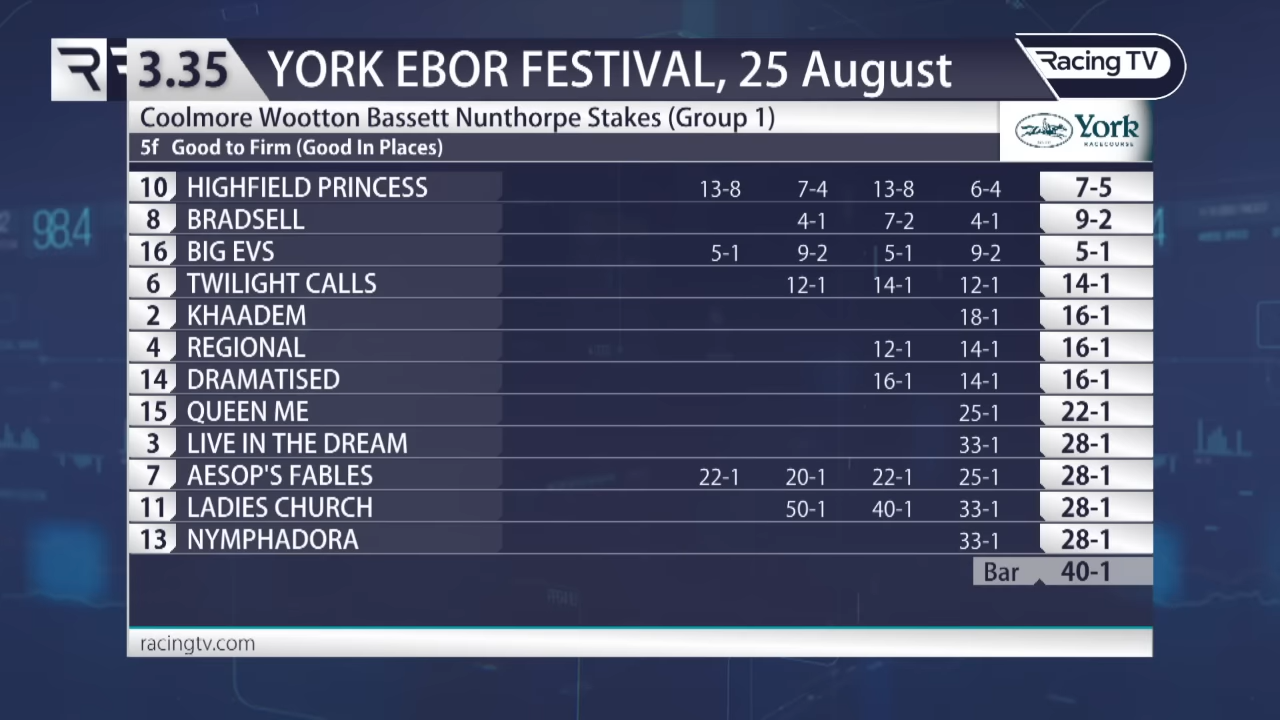 3.35 YORK EBOR FESTIVAL, 25 August Racing TV
Coolmore Wootton Bassett Nunthorpe Stakes (Group 1)
York
RACECOURSE
5f Good to Firm (Good In Places)
10 HIGHFIELD PRINCESS 13-8 7-4 13-8 6-4 7-5
8 BRADSELL 4-1 7-2 4-1 9-2
16 BIG EVS 5-1 9-2 5-1 9-2 5-1
6 TWILIGHT CALLS 12-1 14-1 12-1 14-1
2 KHAADEM 18-1 16-1
4 REGIONAL 12-1 14-1 16-1
14 DRAMATISED 16-1 14-1 16-1
15 QUEEN ME 25-1 22-1
3 LIVE IN THE DREAM 33-1 28-1
7 AESOP'S FABLES 22-1 20-1 22-1 25-1 28-1
11 LADIES CHURCH 50-1 40-1 33-1 28-1
13 NYMPHADORA 33-1 28-1
Bar 40-1
racingtv.com
98.4